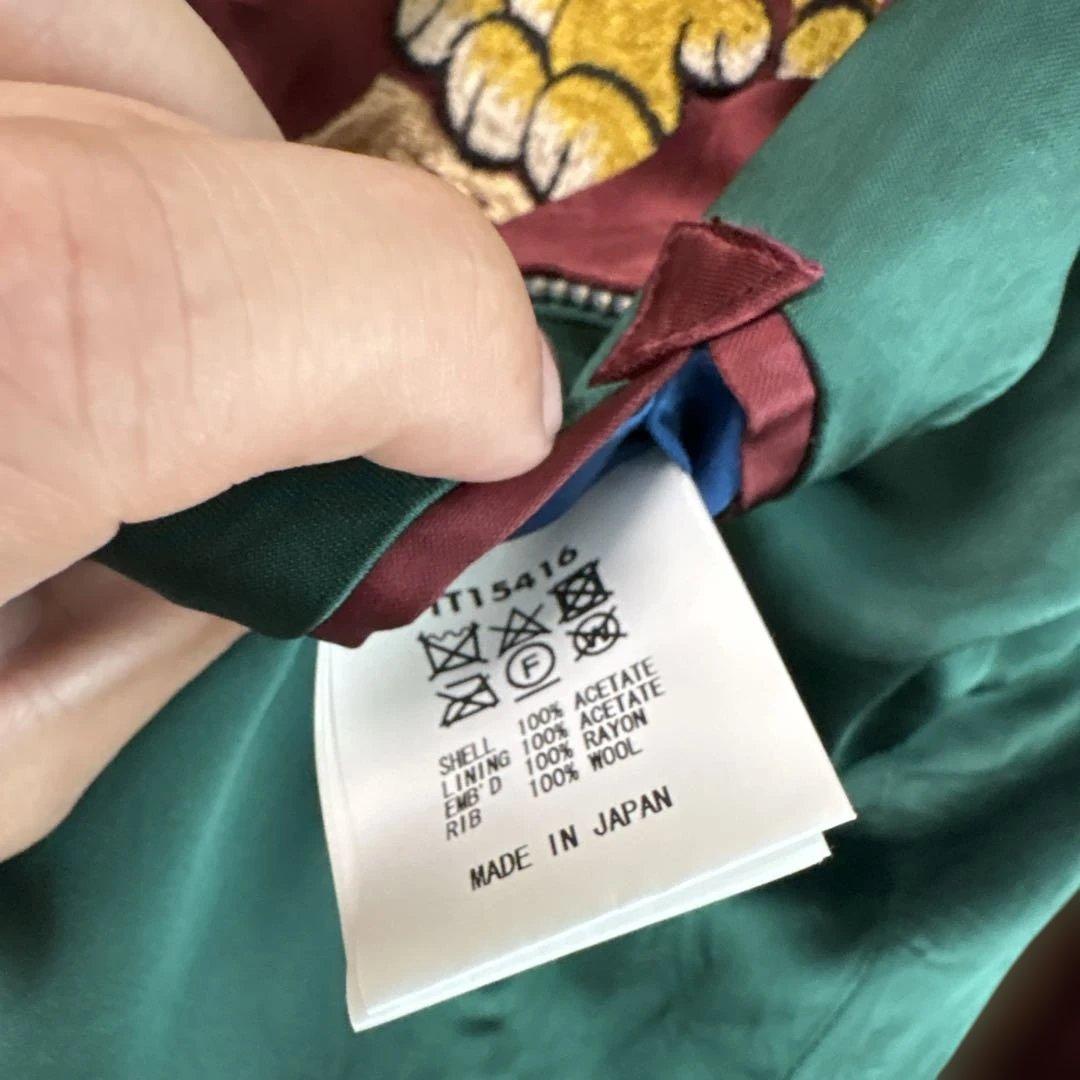 TT15416
W
F
SHELL 100% ACETATE
LINING 100% ACETATE
EMB'D 100% RAYON
RIB 100% WOOL
MADE IN JAPAN